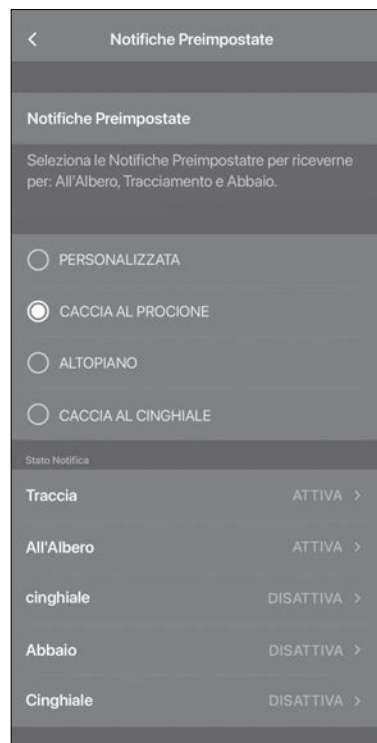 Notifiche Preimpostate
Notifiche Preimpostate
Seleziona le Notifiche Preimpostatre per riceverne
per: All'Albero, Tracciamento e Abbaio.
PERSONALIZZATA
CACCIA AL PROCIONE
ALTOPIANO
CACCIA AL CINGHIALE
Stato Notifica
Traccia ATTIVA
All'Albero ATTIVA
cinghiale DISATTIVA
Abbaio DISATTIVA
Cinghiale DISATTIVA